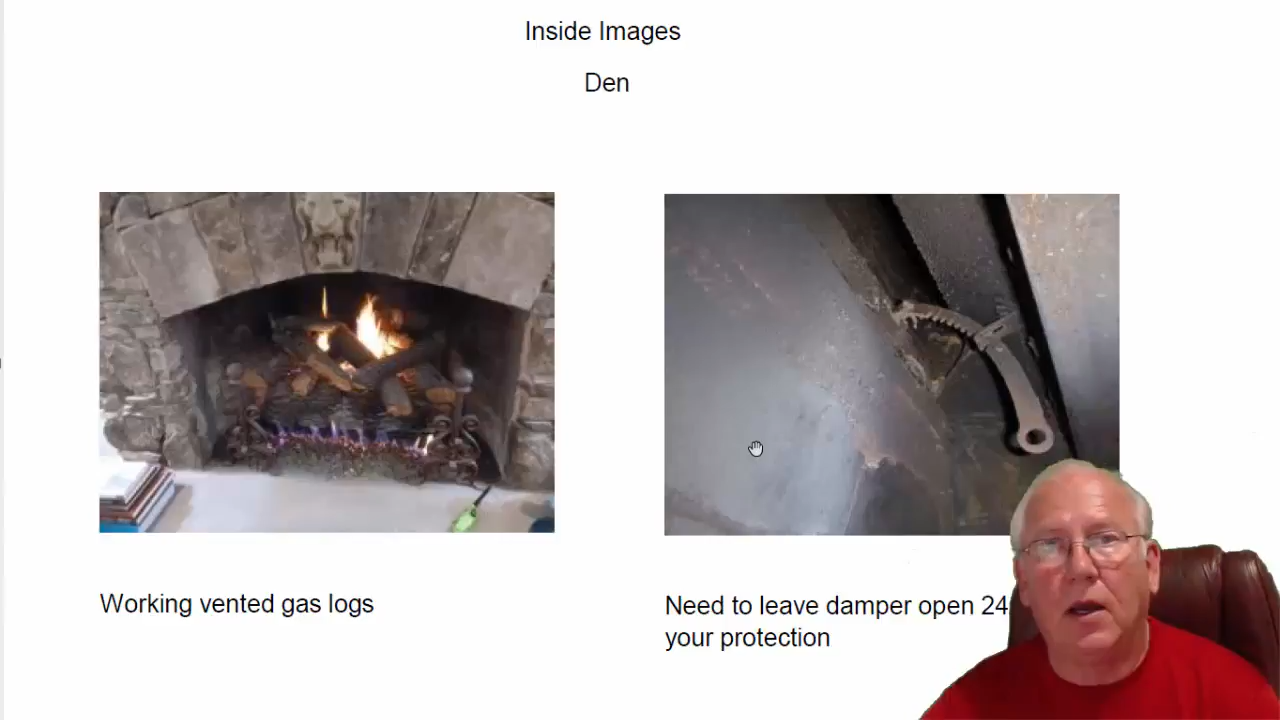 Inside Images
Den
Working vented gas logs
Need to leave damper open 24
your protection